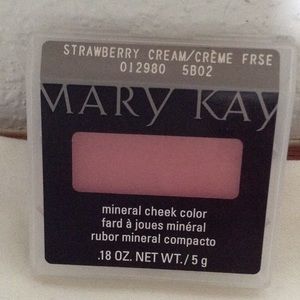 STRAWBERRY CREAM/CRÈME FRSE
012980 5B02
MARY KAY
mineral cheek color
fard à joues minéral
rubor mineral compacto
.18 OZ. NET WT./5 g